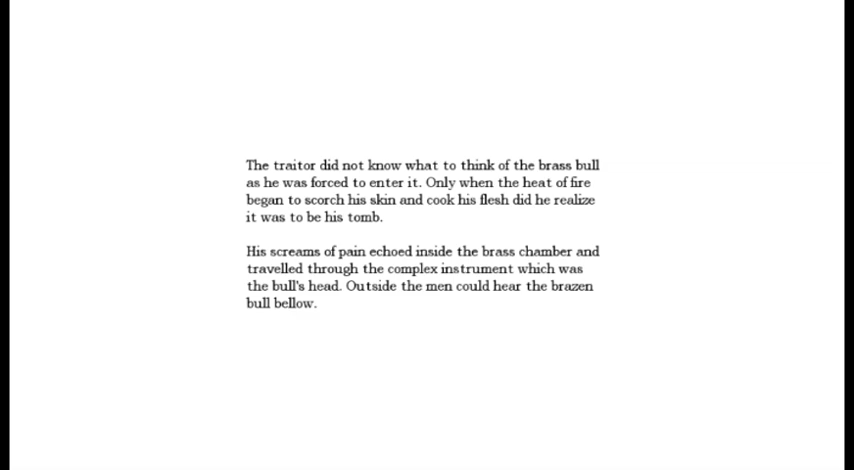 The traitor did not know what to think of the brass bull
as he was forced to enter it. Only when the heat of fire
began to scorch his skin and cook his flesh did he realize
it was to be his tomb.
His screams of pain echoed inside the brass chamber and
travelled through the complex instrument which was
the bull's head. Outside the men could hear the brazen
bull bellow.